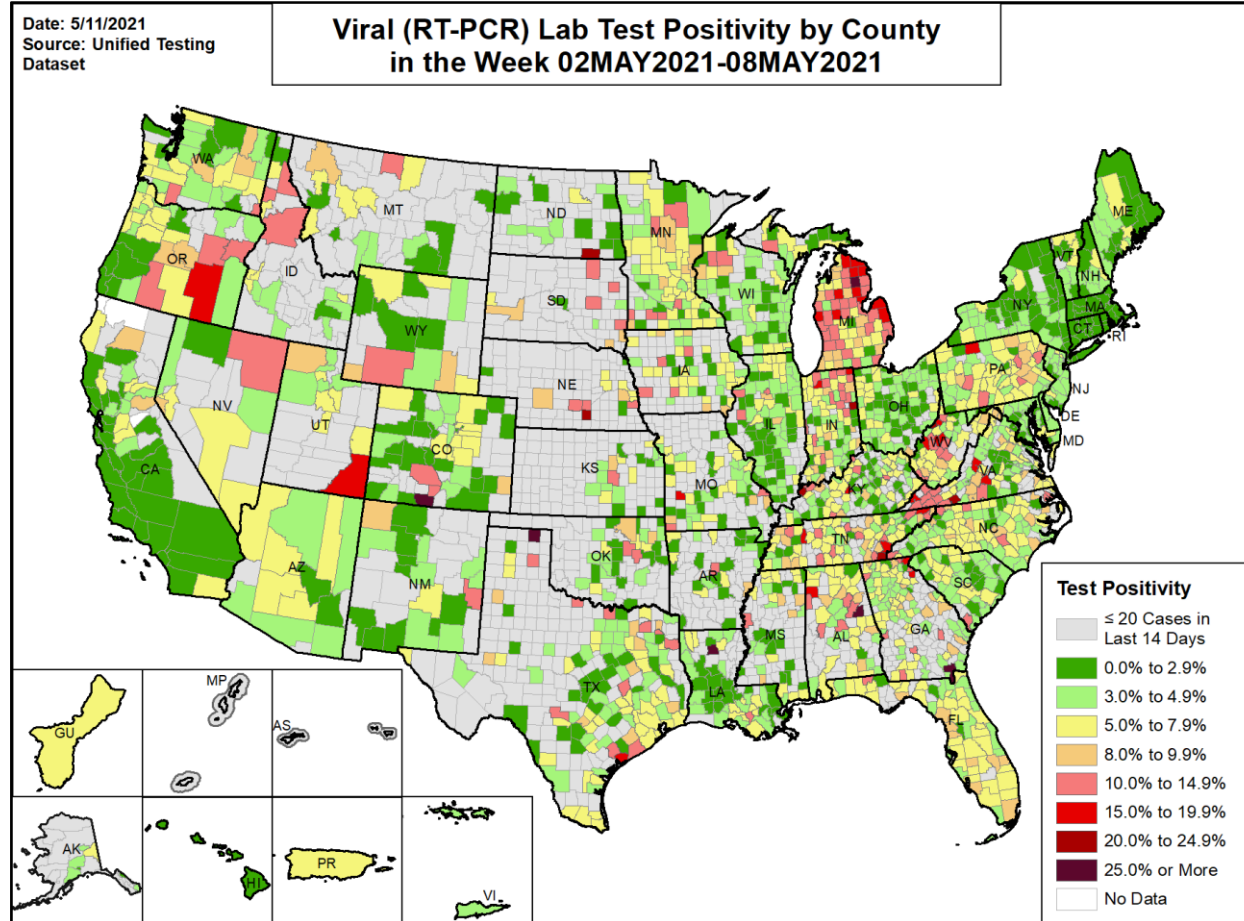 Date: 5/11/2021
Source: Unified Testing
Dataset
Viral (RT-PCR) Lab Test Positivity by County
in the Week 02MAY2021-08MAY2021
WA
MT
ND
MN
ME
OR
ID
SD
WI
MI
VT
NH
NY
MA
CT
RI
WY
IA
PA
NJ
NE
OH
DE
MD
NV
UT
CO
IL
IN
WV
VA
CA
KS
MO
KY
NC
AZ
NM
OK
AR
TN
SC
MS
AL
GA
TX
LA
FL
GU
MP
AS
AK
HI
PR
VI
Test Positivity
≤ 20 Cases in
Last 14 Days
0.0% to 2.9%
3.0% to 4.9%
5.0% to 7.9%
8.0% to 9.9%
10.0% to 14.9%
15.0% to 19.9%
20.0% to 24.9%
25.0% or More
No Data